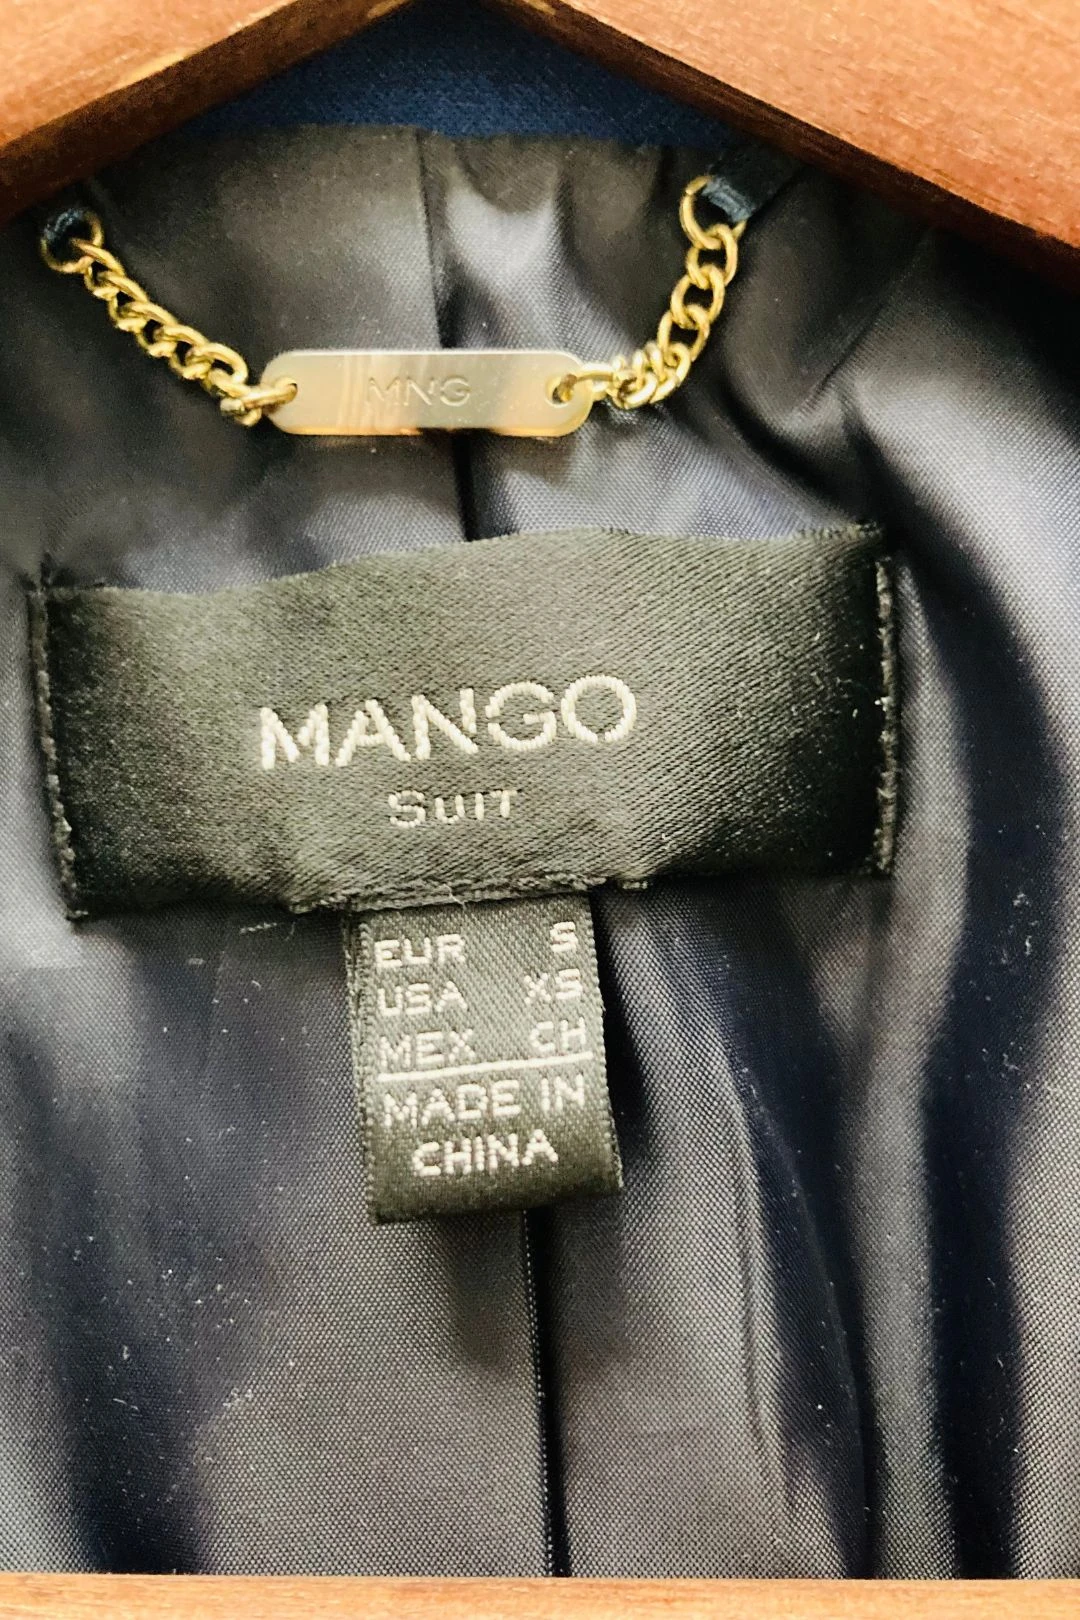 MNG
MANGO
SUIT
EUR S
USA XS
MEX CH
MADE IN
CHINA